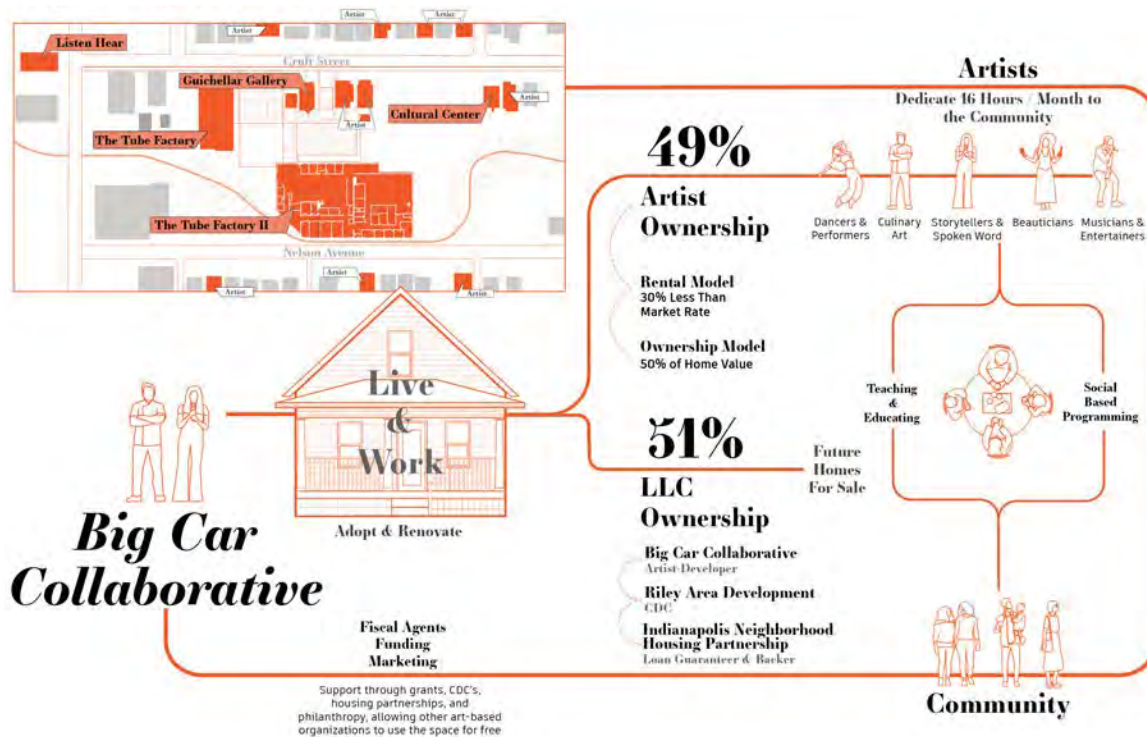 Artist
Artist
Artist
Listen Hear
Cruft Street
Guichellar Gallery
Artist
Cultural Center
Artist
The Tube Factory
The Tube Factory II
Nelson Avenue
Artist
Artist
Artist
Artists
Dedicate 16 Hours / Month to
the Community
49%
Artist
Ownership
Dancers &
Performers
Culinary
Art
Storytellers &
Spoken Word
Beauticians
Musicians &
Entertainers
Rental Model
30% Less Than
Market Rate
Ownership Model
50% of Home Value
Live
&
Work
Adopt & Renovate
Big Car
Collaborative
51%
LLC
Ownership
Future
Homes
For Sale
Teaching
&
Educating
Social
Based
Programming
Big Car Collaborative
Artist-Developer
Riley Area Development
CDC
Indianapolis Neighborhood
Housing Partnership
Loan Guaranteer & Backer
Fiscal Agents
Funding
Marketing
Support through grants, CDC's,
housing partnerships, and
philanthropy, allowing other art-based
organizations to use the space for free
Community